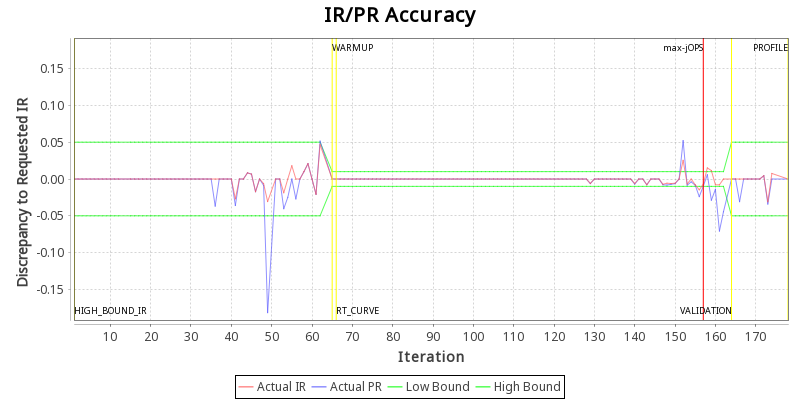 IR/PR Accuracy
WARMUP
max-jOPS
PROFILE
Discrepancy to Requested IR
0.15
0.10
0.05
0.00
-0.05
-0.10
-0.15
HIGH_BOUND_IR
RT_CURVE
VALIDATION
10 20 30 40 50 60 70 80 90 100 110 120 130 140 150 160 170
Iteration
Actual IR Actual PR Low Bound High Bound